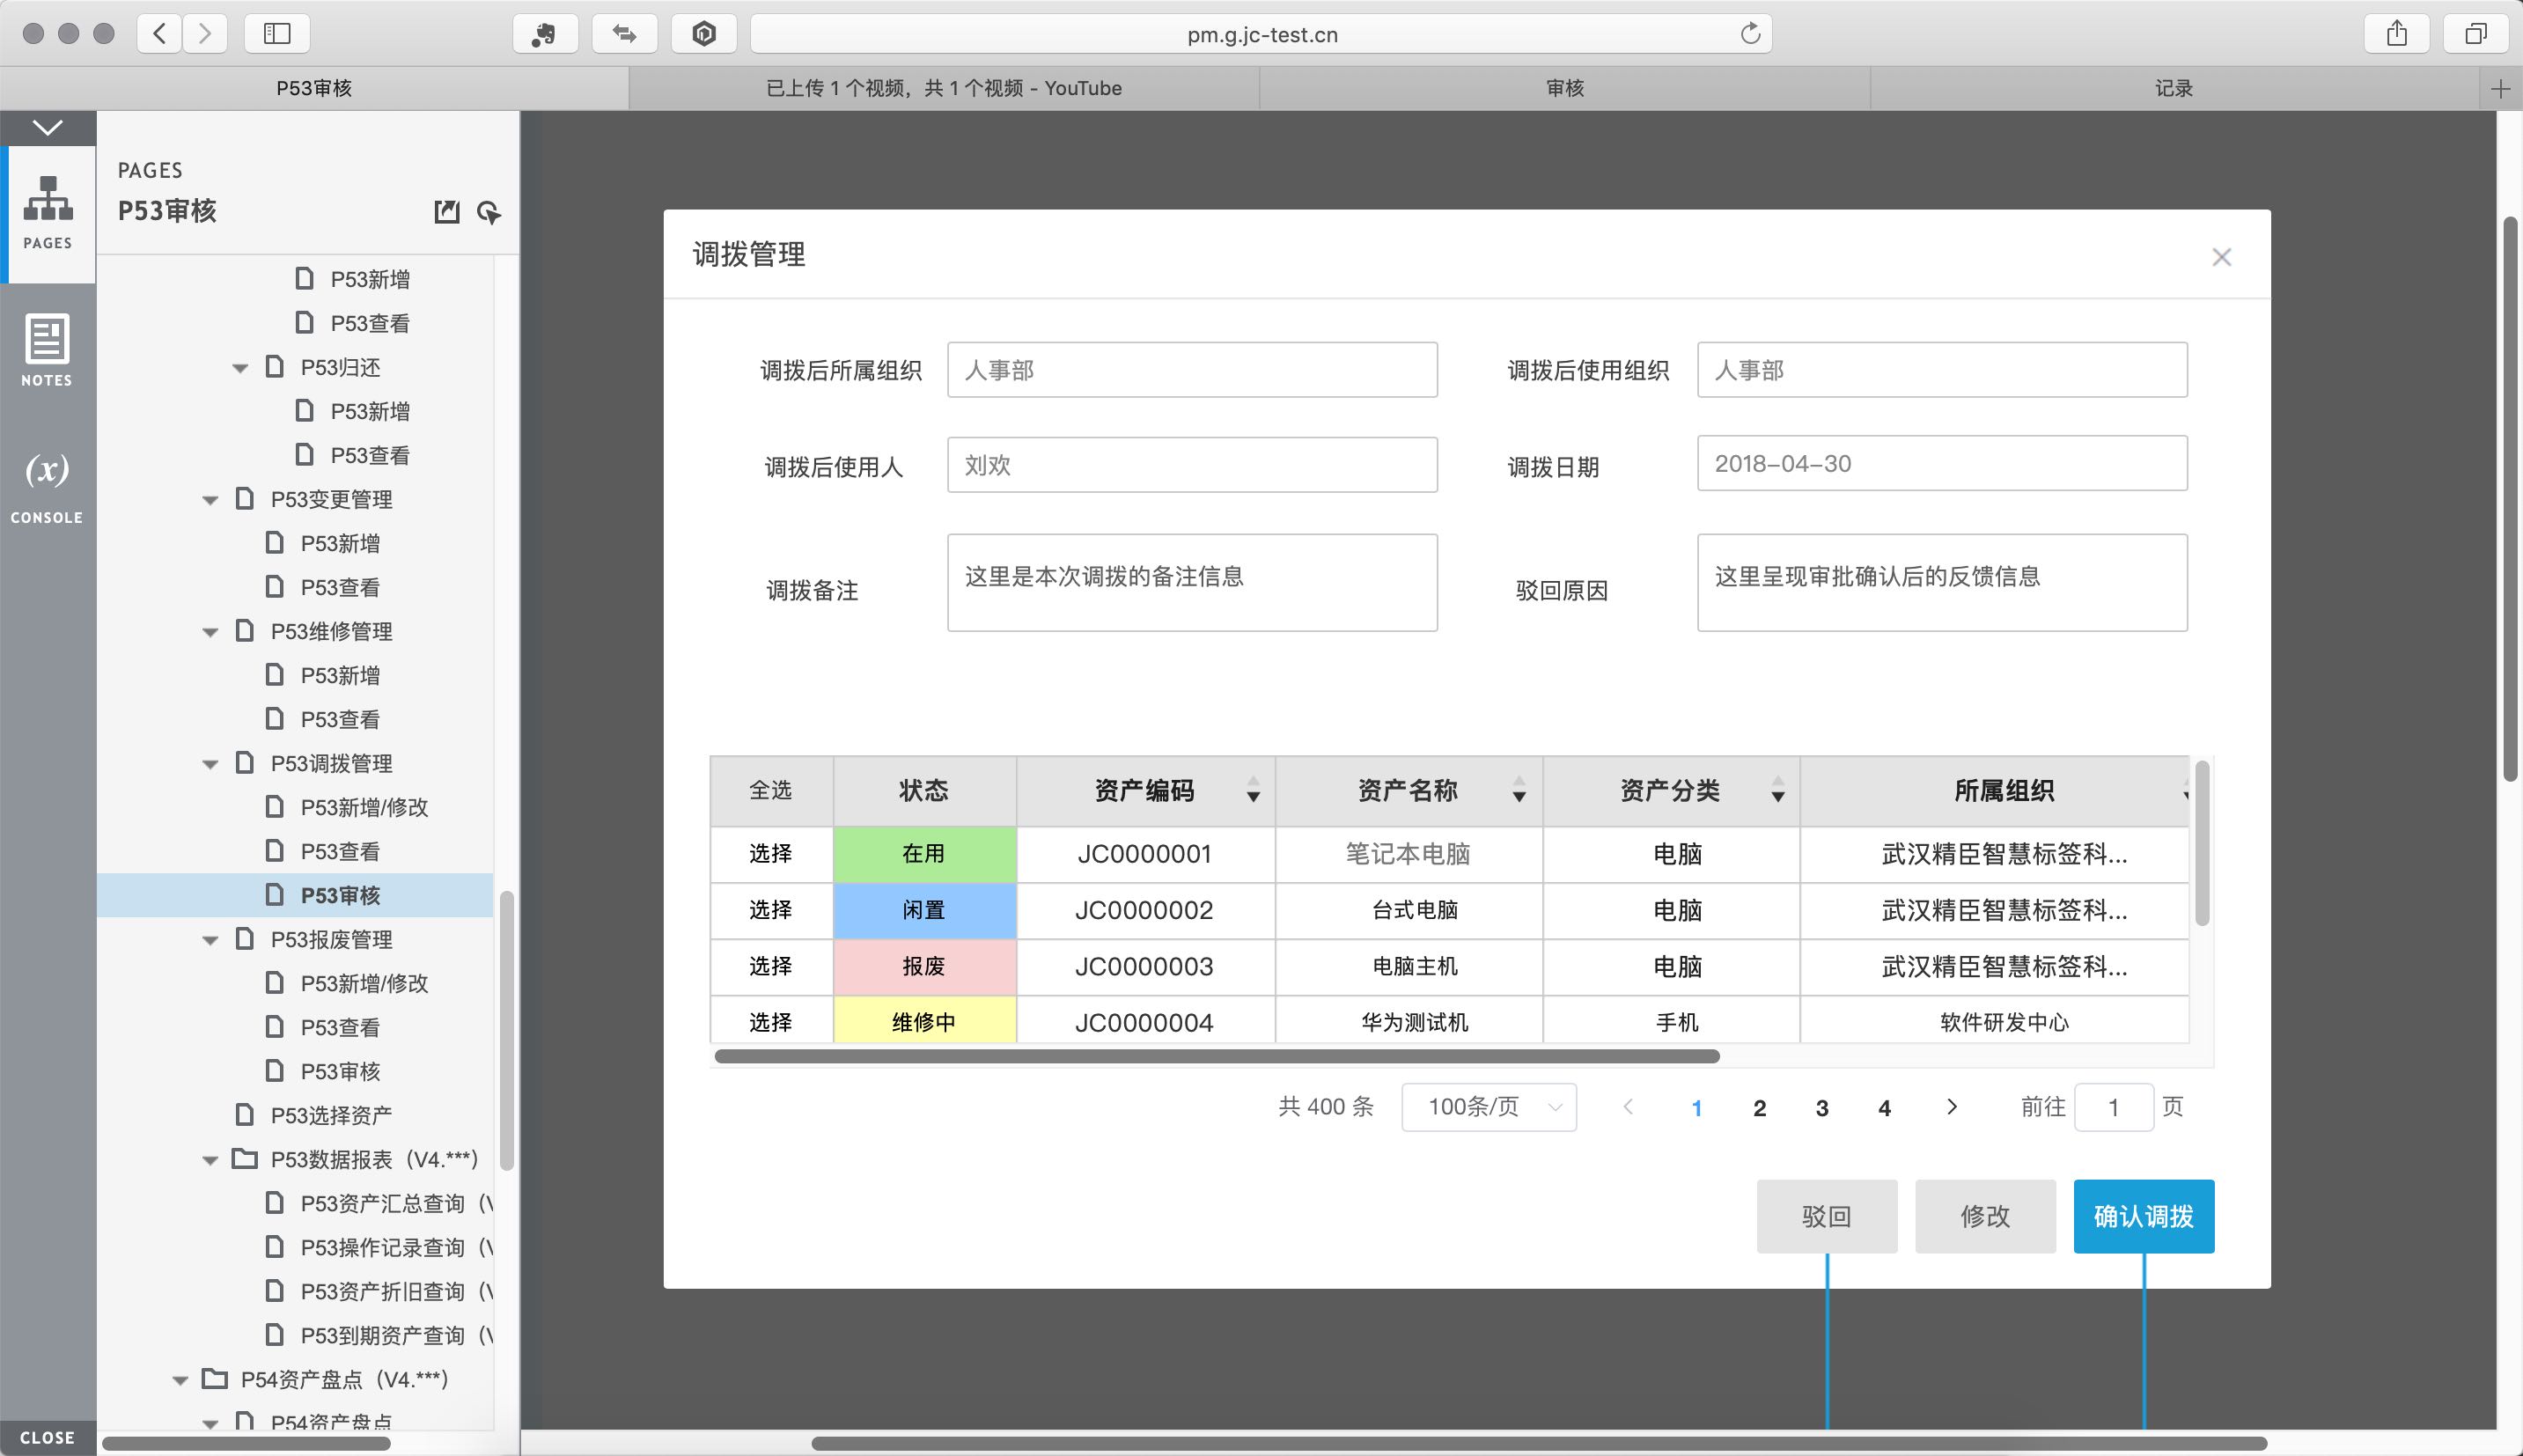 pm.g.jc-test.cn
P53审核
已上传 1 个视频，共 1 个视频 - YouTube
审核
记录
PAGES
NOTES
(x)
CONSOLE
CLOSE
PAGES
P53审核
P53新增
P53查看
P53归还
P53新增
P53查看
P53变更管理
P53新增
P53查看
P53维修管理
P53新增
P53查看
P53调拨管理
P53新增/修改
P53查看
P53审核
P53报废管理
P53新增/修改
P53查看
P53审核
P53选择资产
P53数据报表（V4.***）
P53资产汇总查询（V
P53操作记录查询（V
P53资产折旧查询（V
P53到期资产查询（V
P54资产盘点（V4.***）
P54资产盘点
调拨管理
调拨后所属组织 人事部 调拨后使用组织 人事部
调拨后使用人 刘欢 调拨日期 2018-04-30
调拨备注 这里是本次调拨的备注信息 驳回原因 这里呈现审批确认后的反馈信息
全选 状态 资产编码 资产名称 资产分类 所属组织
选择 在用 JC0000001 笔记本电脑 电脑 武汉精臣智慧标签科...
选择 闲置 JC0000002 台式电脑 电脑 武汉精臣智慧标签科...
选择 报废 JC0000003 电脑主机 电脑 武汉精臣智慧标签科...
选择 维修中 JC0000004 华为测试机 手机 软件研发中心
共 400 条 100条/页 1 2 3 4 前往 1 页
驳回 修改 确认调拨